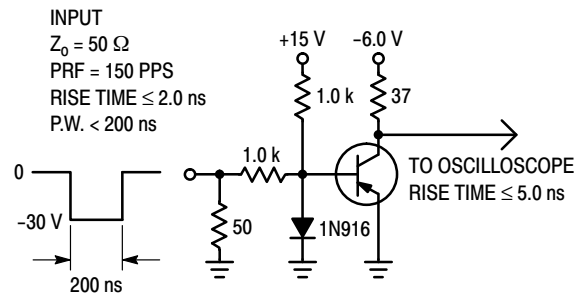 INPUT
Zo = 50 Ω
PRF = 150 PPS
RISE TIME ≤ 2.0 ns
P.W. < 200 ns
+15 V
−6.0 V
1.0 k
37
0
1.0 k
TO OSCILLOSCOPE
RISE TIME ≤ 5.0 ns
−30 V
50
1N916
200 ns